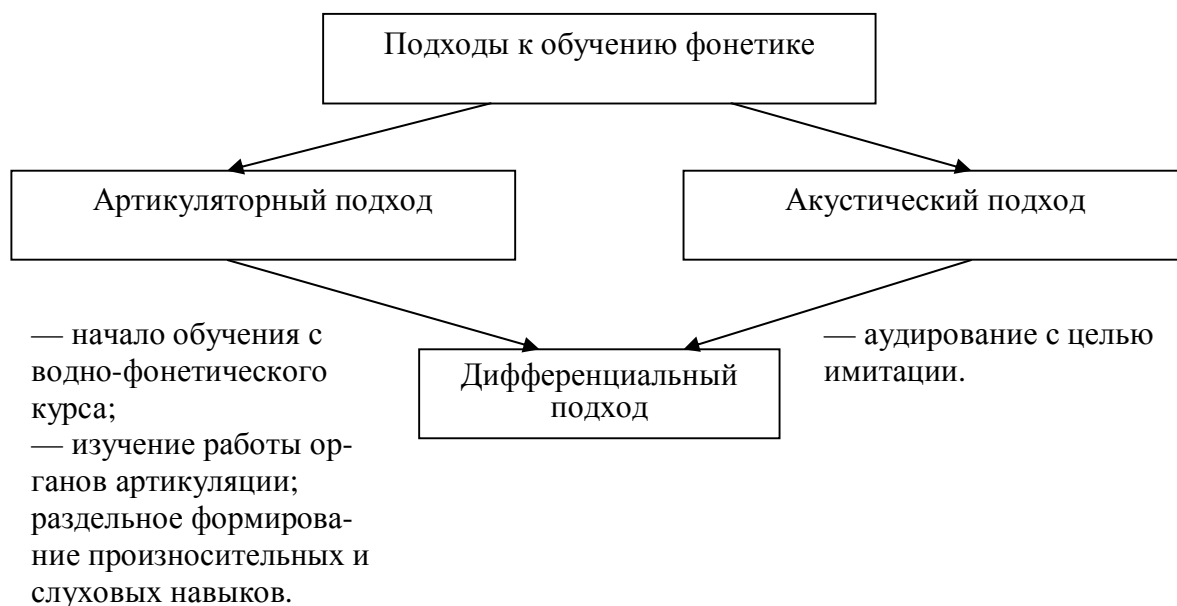 Подходы к обучению фонетике
Артикуляторный подход
Акустический подход
— начало обучения с
водно-фонетического
курса;
— изучение работы ор-
ганов артикуляции;
раздельное формирова-
ние произносительных и
слуховых навыков.
Дифференциальный
подход
— аудирование с целью
имитации.